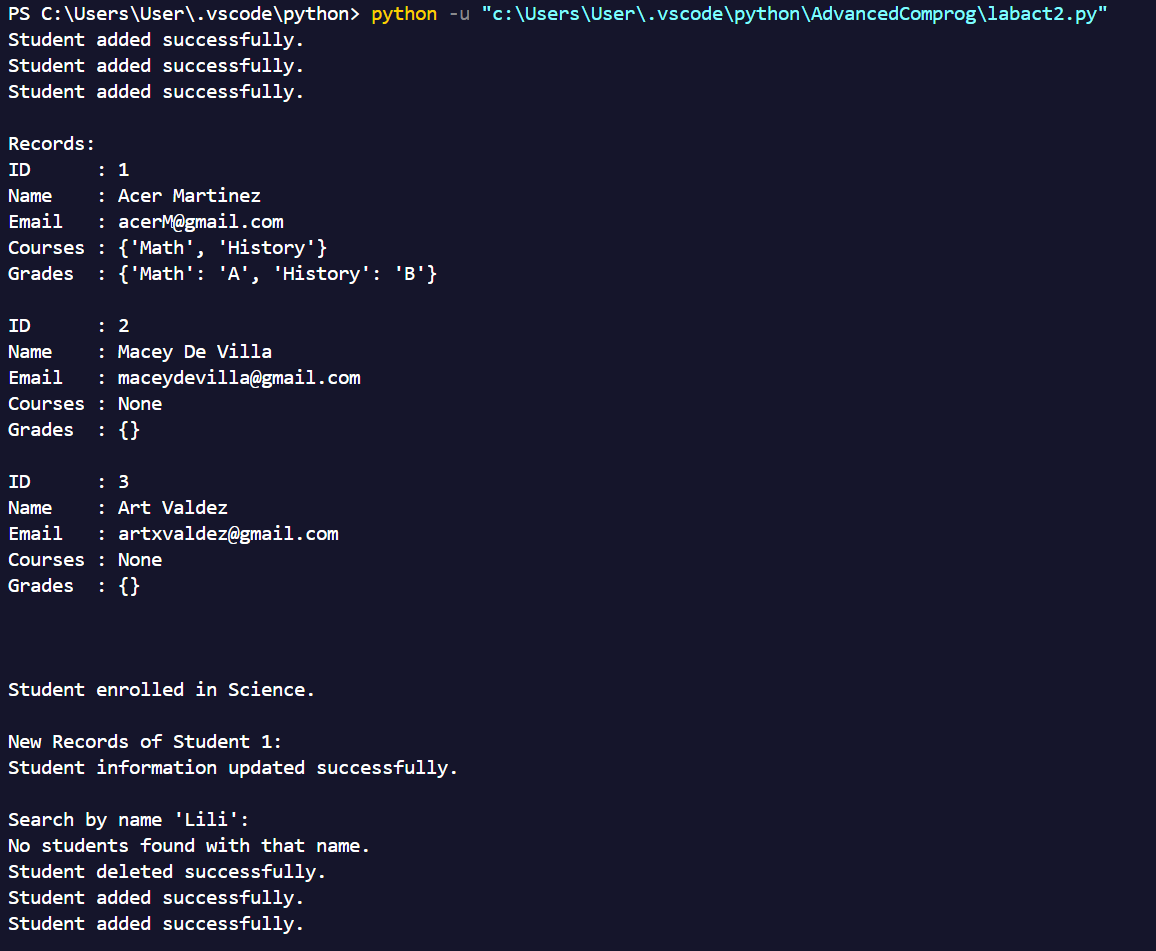 PS C:\Users\User\.vscode\python> python -u "c:\Users\User\.vscode\python\AdvancedComprog\labact2.py"
Student added successfully.
Student added successfully.
Student added successfully.

Records:
ID      : 1
Name    : Acer Martinez
Email   : acerM@gmail.com
Courses : {'Math', 'History'}
Grades  : {'Math': 'A', 'History': 'B'}

ID      : 2
Name    : Macey De Villa
Email   : maceydevilla@gmail.com
Courses : None
Grades  : {}

ID      : 3
Name    : Art Valdez
Email   : artxvaldez@gmail.com
Courses : None
Grades  : {}

Student enrolled in Science.

New Records of Student 1:
Student information updated successfully.

Search by name 'Lili':
No students found with that name.
Student deleted successfully.
Student added successfully.
Student added successfully.